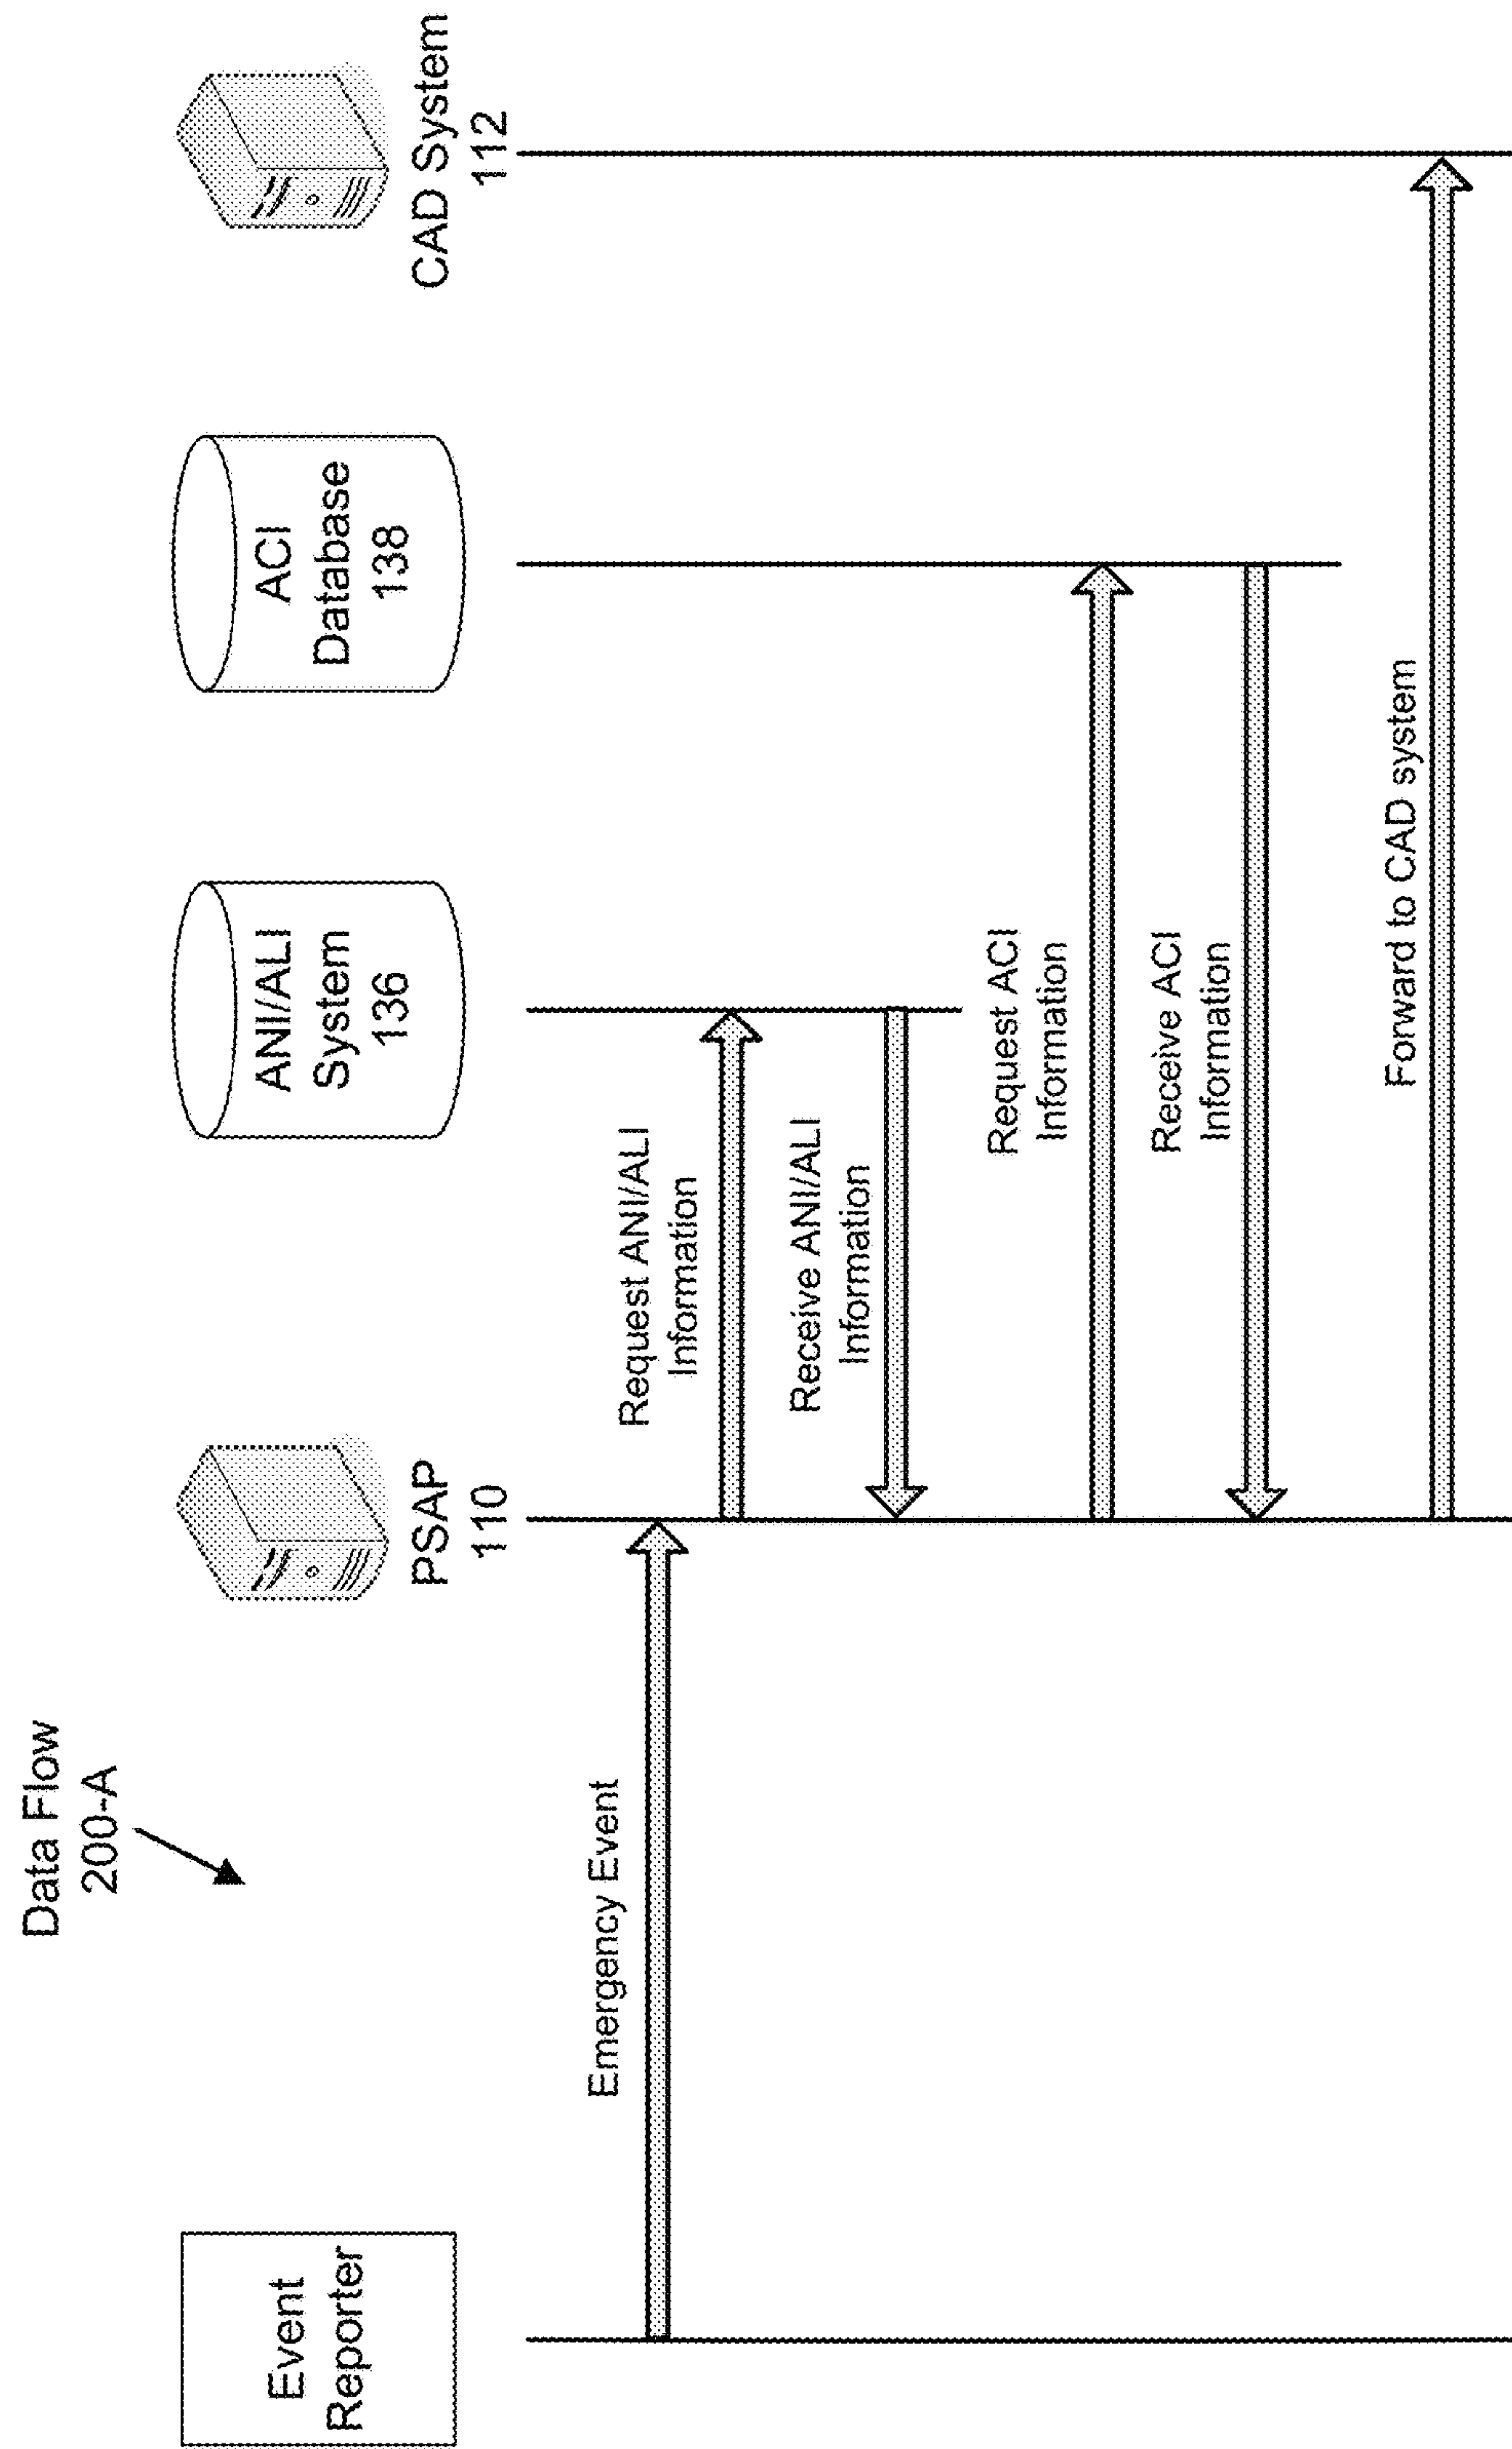 Data Flow
200-A
Event
Reporter
PSAP
110
ANI/ALI
System
136
ACI
Database
138
CAD System
112
Emergency Event
Request ANI/ALI
Information
Receive ANI/ALI
Information
Request ACI
Information
Receive ACI
Information
Forward to CAD system